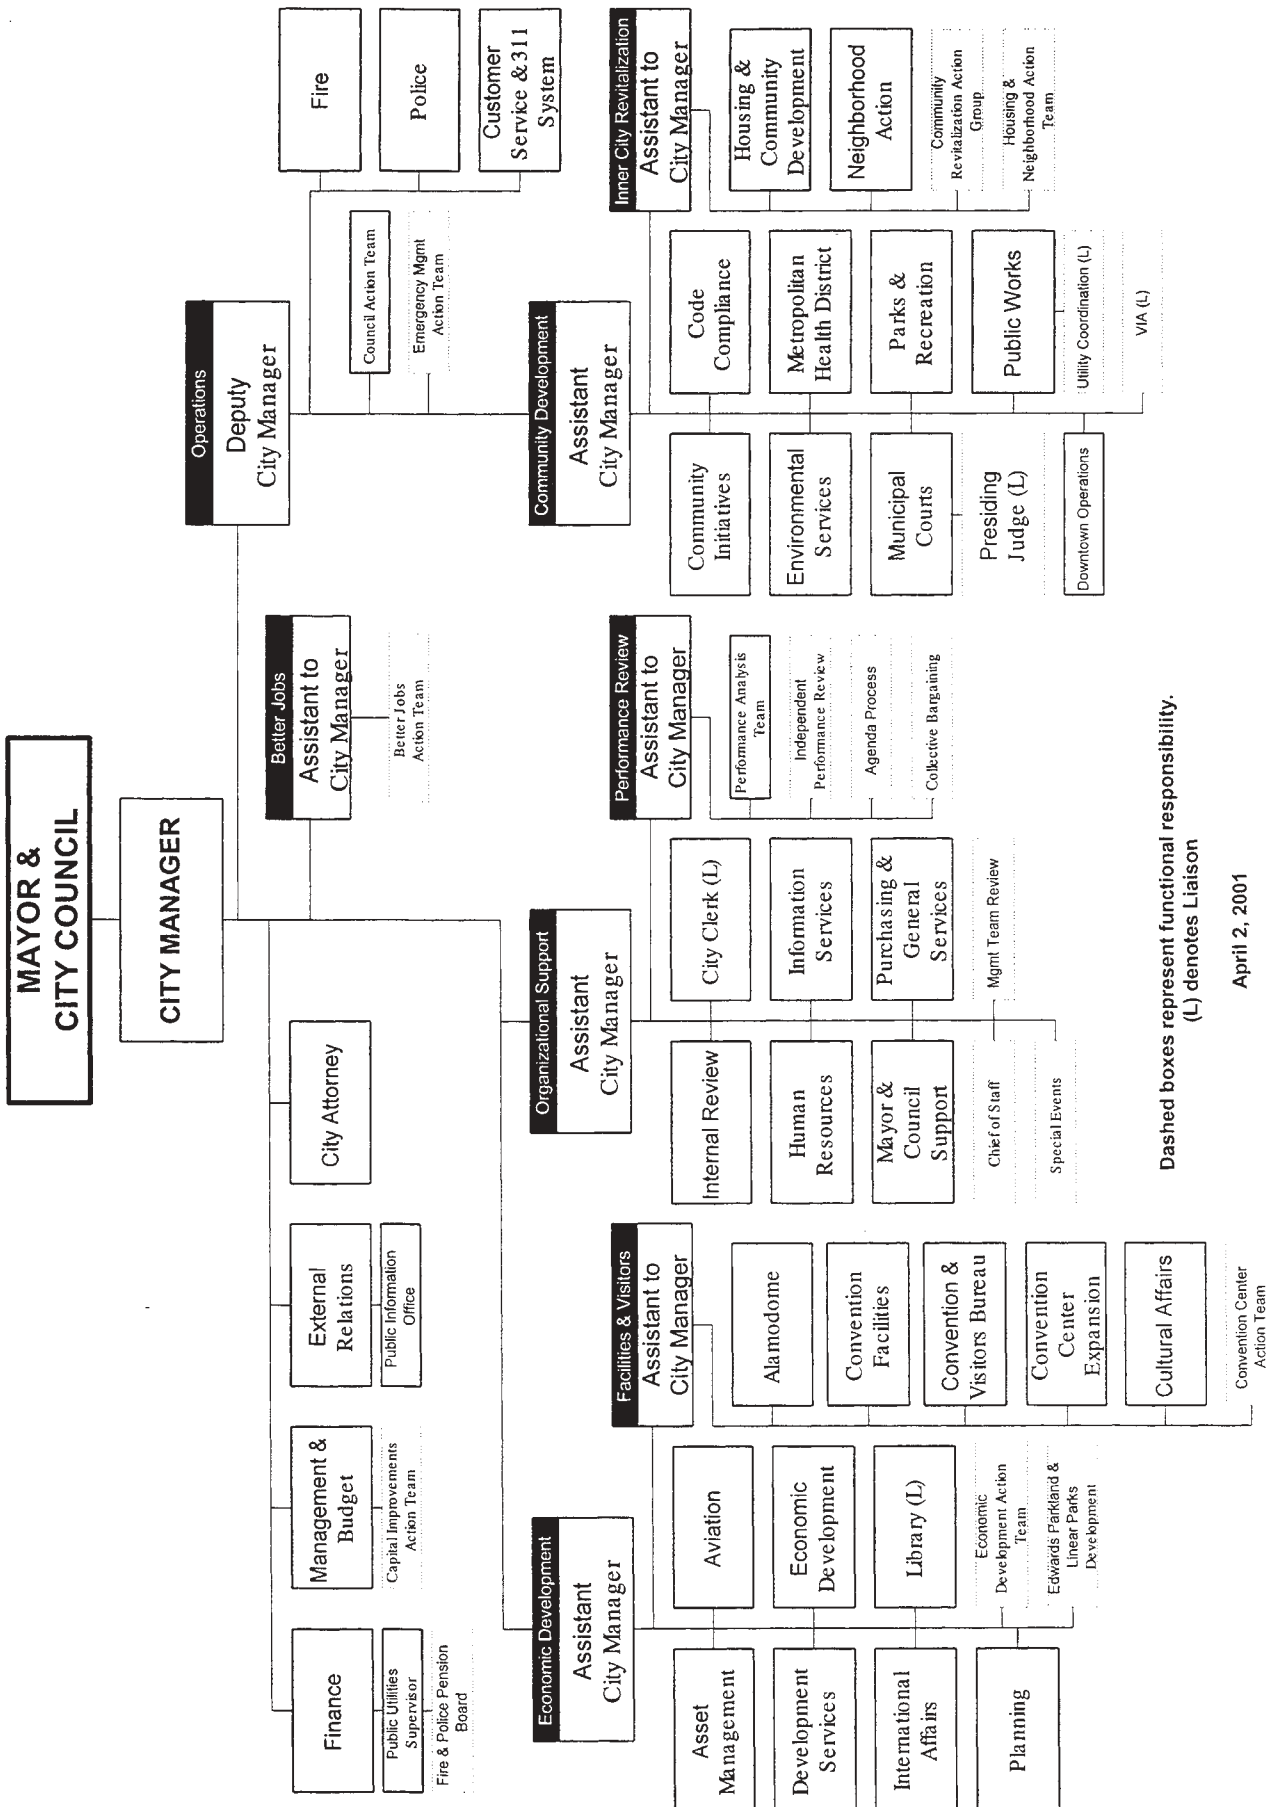 MAYOR &
CITY COUNCIL
CITY MANAGER
Finance
Public Utilities
Supervisor
Fire & Police Pension
Board
Management &
Budget
Capital Improvements
Action Team
External
Relations
Public Information
Office
City Attorney
Better Jobs
Assistant to
City Manager
Better Jobs
Action Team
Operations
Deputy
City Manager
Council Action Team
Emergency Mgmt
Action Team
Fire
Police
Customer
Service & 311
System
Economic Development
Assistant
City Manager
Asset
Management
Aviation
Development
Services
Economic
Development
International
Affairs
Library (L)
Planning
Economic
Development Action
Team
Edwards Parkland &
Linear Parks
Development
Facilities & Visitors
Assistant to
City Manager
Alamodome
Convention
Facilities
Convention &
Visitors Bureau
Convention
Center
Expansion
Cultural Affairs
Convention Center
Action Team
Organizational Support
Assistant
City Manager
Internal Review
City Clerk (L)
Human
Resources
Information
Services
Mayor &
Council
Support
Purchasing &
General
Services
Chief of Staff
Mgmt Team Review
Special Events
Performance Review
Assistant to
City Manager
Performance Analysis
Team
Independent
Performance Review
Agenda Process
Collective Bargaining
Community Development
Assistant
City Manager
Community
Initiatives
Code
Compliance
Environmental
Services
Metropolitan
Health District
Municipal
Courts
Parks &
Recreation
Presiding
Judge (L)
Public Works
Downtown Operations
Utility Coordination (L)
VIA (L)
Inner City Revitalization
Assistant to
City Manager
Housing &
Community
Development
Neighborhood
Action
Community
Revitalization Action
Group
Housing &
Neighborhood Action
Team
Dashed boxes represent functional responsibility.
(L) denotes Liaison
April 2, 2001